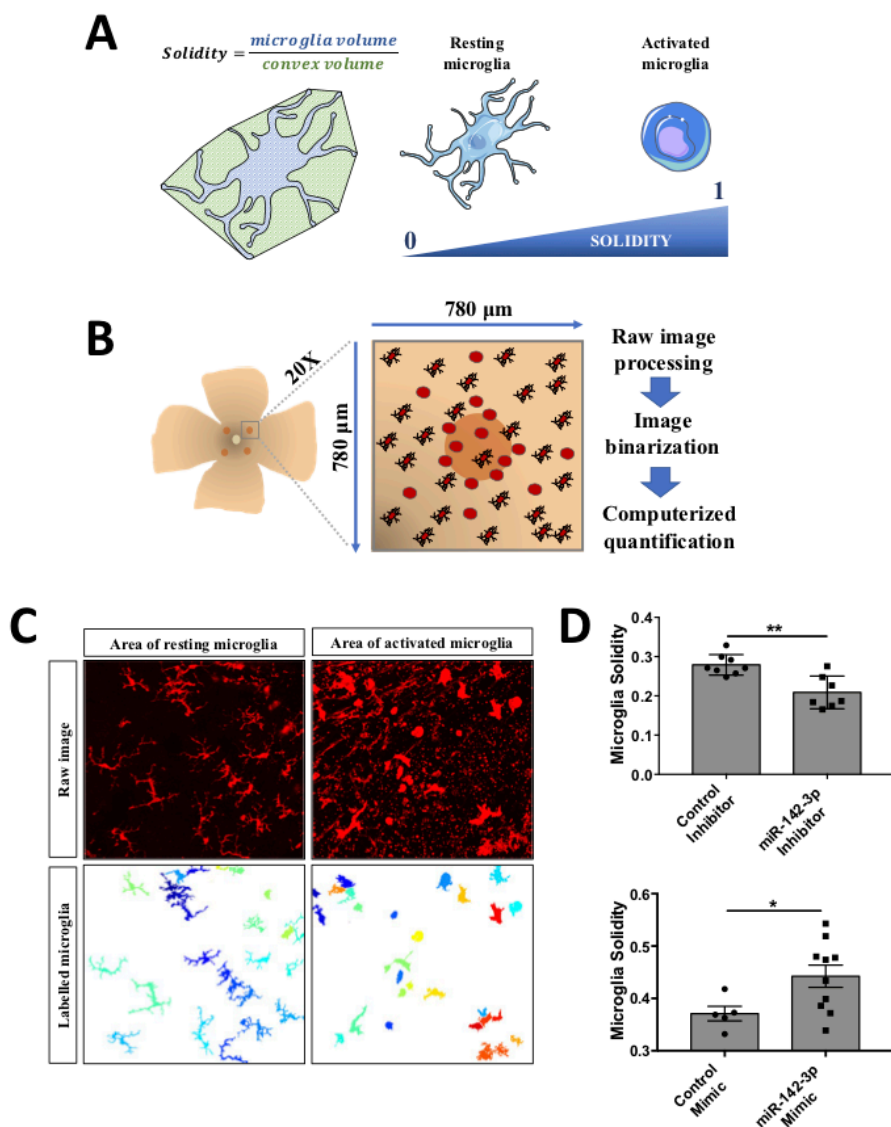 A
Solidity = microglia volume
convex volume
Resting
microglia
Activated
microglia
0
1
SOLIDITY
B
780 µm
20X
780 µm
Raw image
processing
Image
binarization
Computerized
quantification
C
Area of resting microglia
Area of activated microglia
Raw image
Labelled microglia
D
Microglia Solidity
0.4
0.3
0.2
0.1
0.0
**
Control
Inhibitor
miR-142-3p
Inhibitor
Microglia Solidity
0.6
0.5
0.4
0.3
*
Control
Mimic
miR-142-3p
Mimic